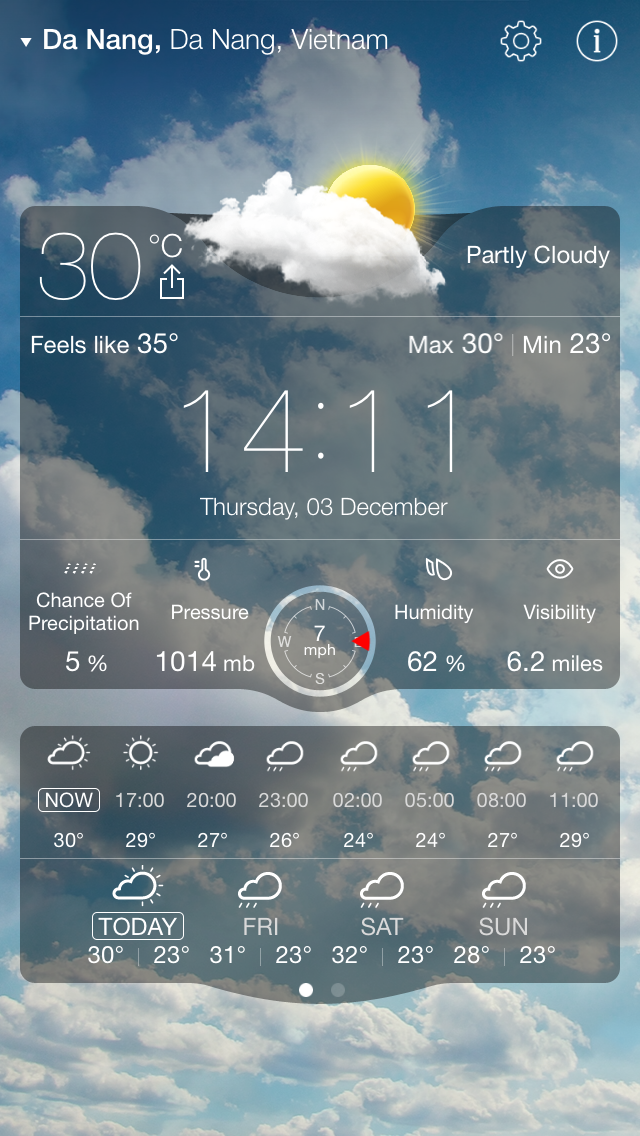 Da Nang, Da Nang, Vietnam
30°C
Partly Cloudy
Feels like 35°
Max 30° | Min 23°
14:11
Thursday, 03 December
Chance Of
Precipitation
5 %
Pressure
1014 mb
N
W
S
7
mph
Humidity
62 %
Visibility
6.2 miles
NOW 17:00 20:00 23:00 02:00 05:00 08:00 11:00
30° 29° 27° 26° 24° 24° 27° 29°
TODAY FRI SAT SUN
30° | 23° 31° | 23° 32° | 23° 28° | 23°